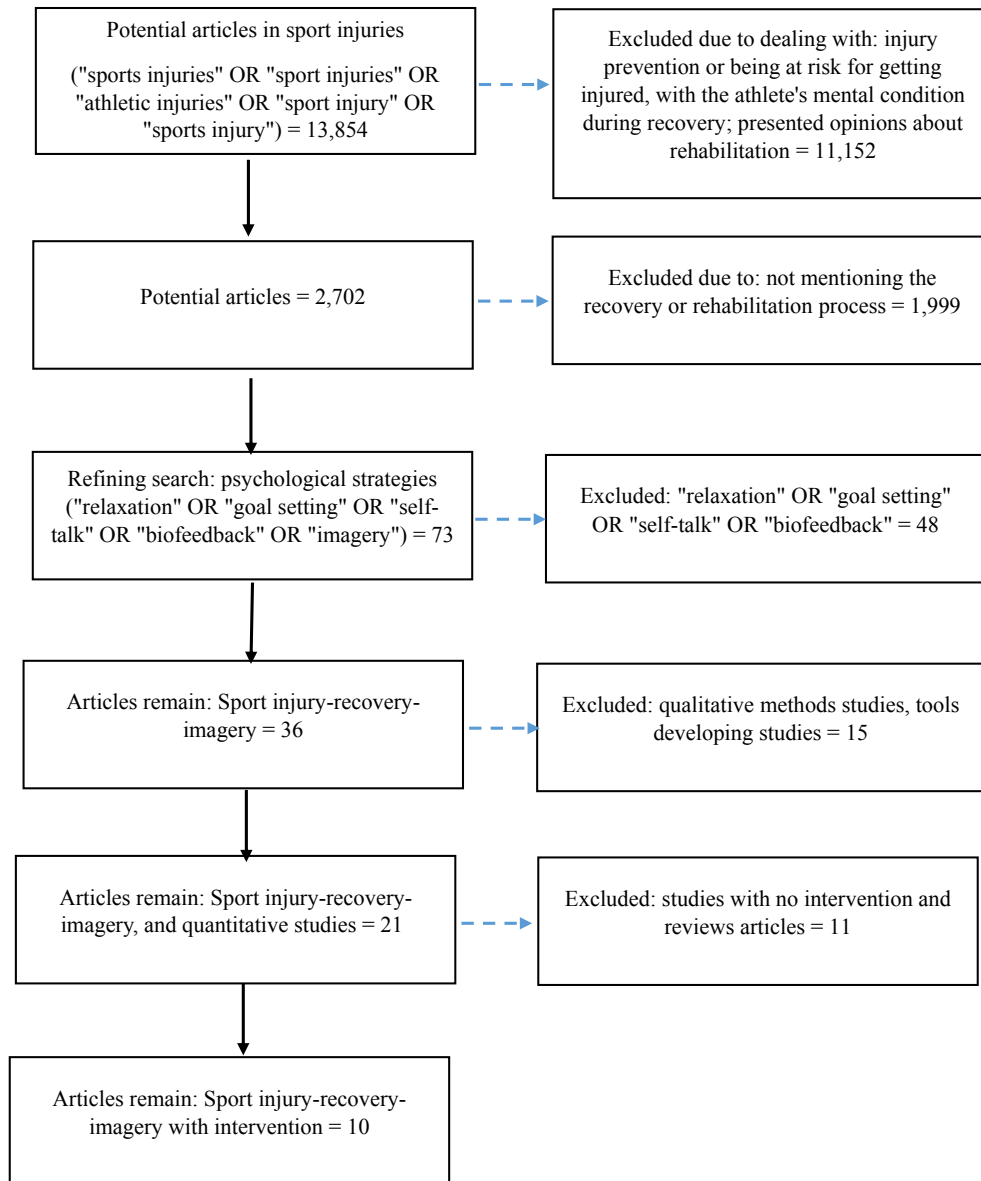 Potential articles in sport injuries
("sports injuries" OR "sport injuries" OR
"athletic injuries" OR "sport injury" OR
"sports injury") = 13,854
Excluded due to dealing with: injury
prevention or being at risk for getting
injured, with the athlete's mental condition
during recovery; presented opinions about
rehabilitation = 11,152
Potential articles = 2,702
Excluded due to: not mentioning the
recovery or rehabilitation process = 1,999
Refining search: psychological strategies
("relaxation" OR "goal setting" OR "self-
talk" OR "biofeedback" OR "imagery") = 73
Excluded: "relaxation" OR "goal setting"
OR "self-talk" OR "biofeedback" = 48
Articles remain: Sport injury-recovery-
imagery = 36
Excluded: qualitative methods studies, tools
developing studies = 15
Articles remain: Sport injury-recovery-
imagery, and quantitative studies = 21
Excluded: studies with no intervention and
reviews articles = 11
Articles remain: Sport injury-recovery-
imagery with intervention = 10